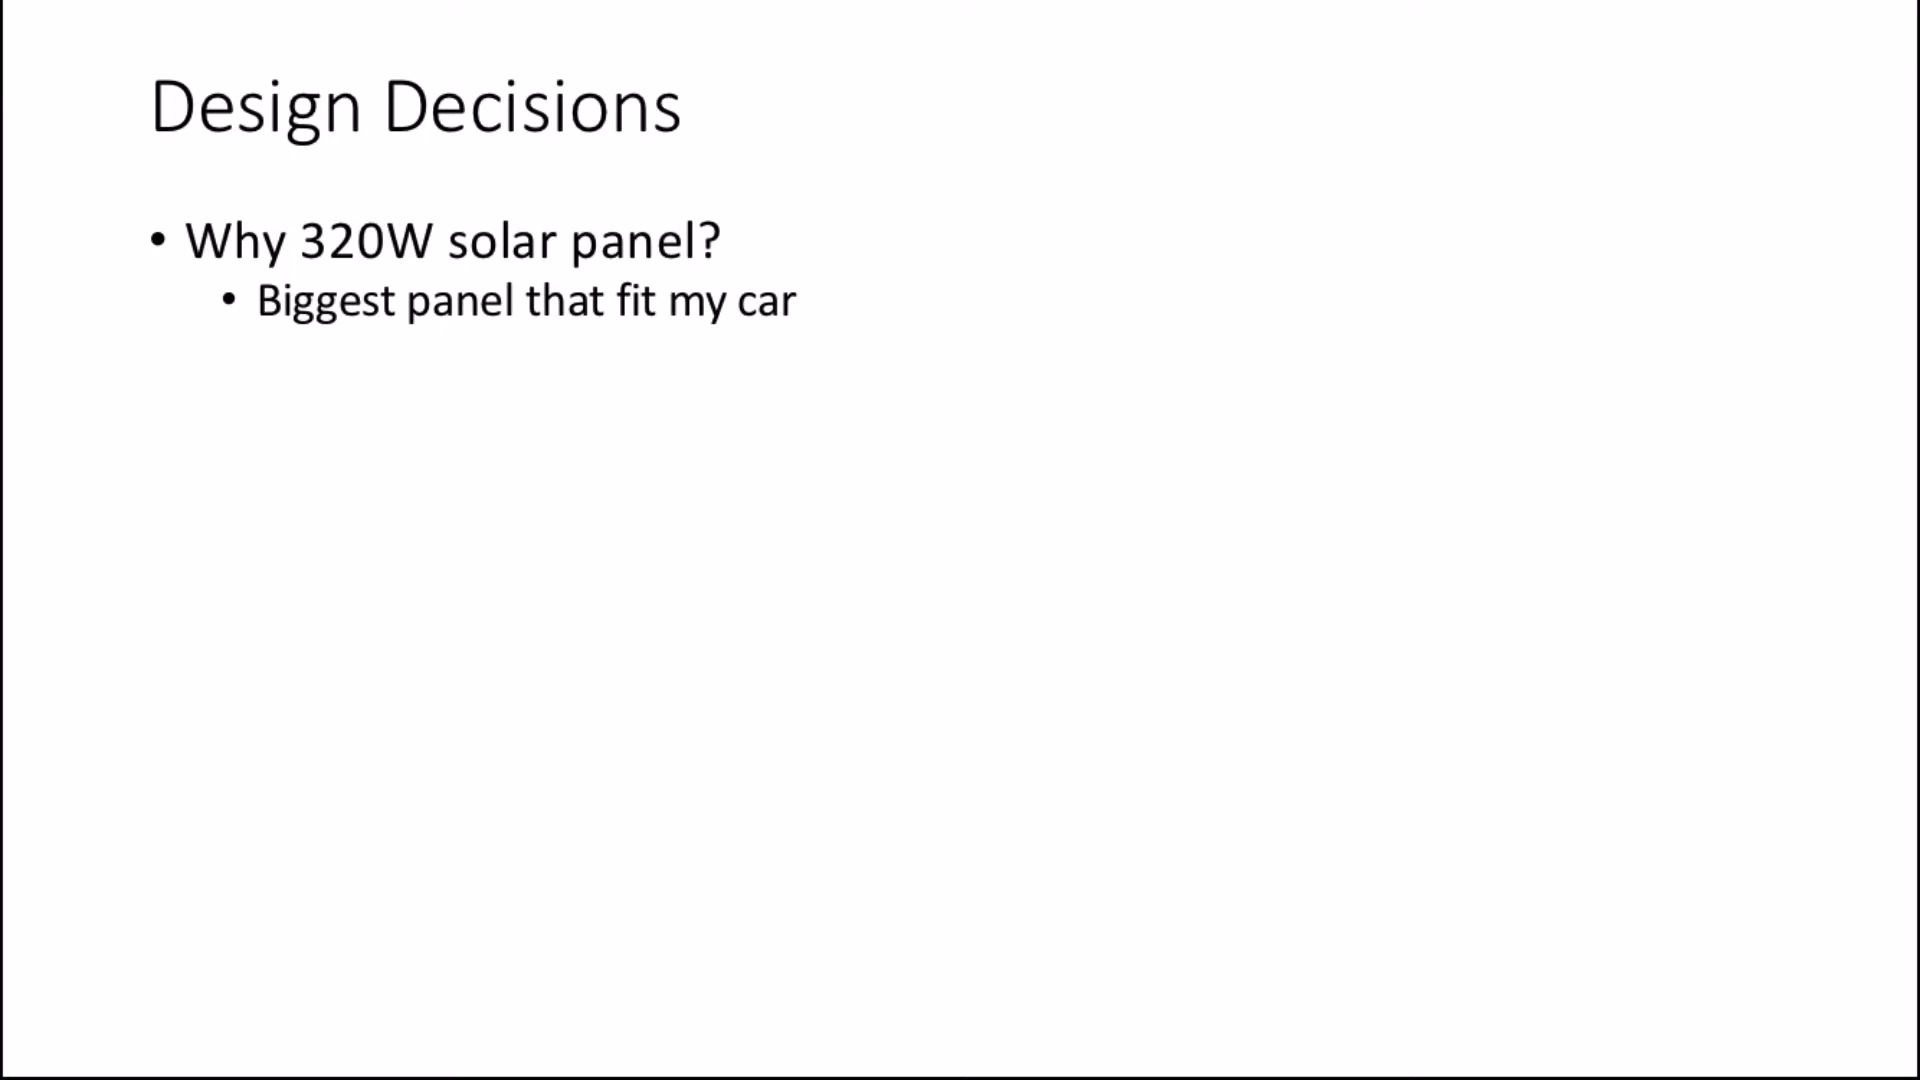 Design Decisions
• Why 320W solar panel?
• Biggest panel that fit my car